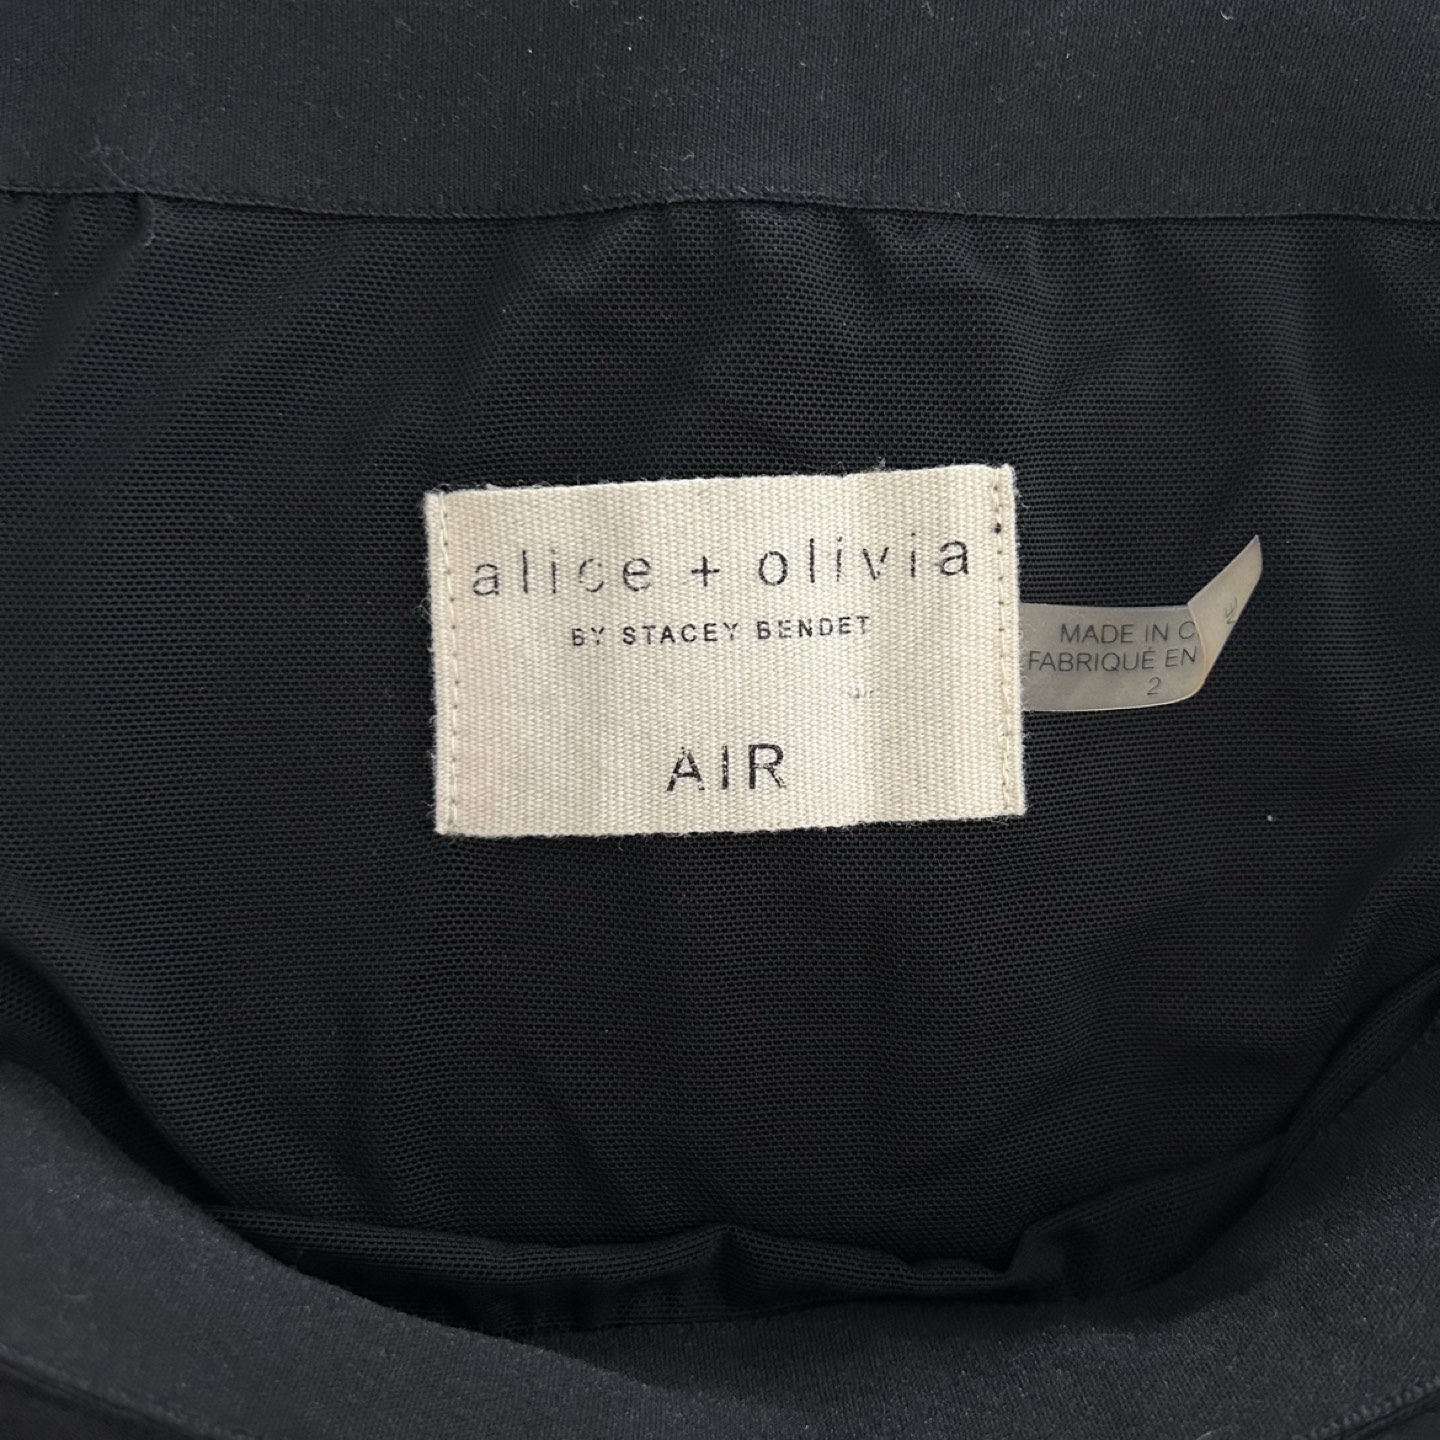 alice + olivia
BY STACEY BENDET
AIR
MADE IN C
FABRIQUÉ EN
2